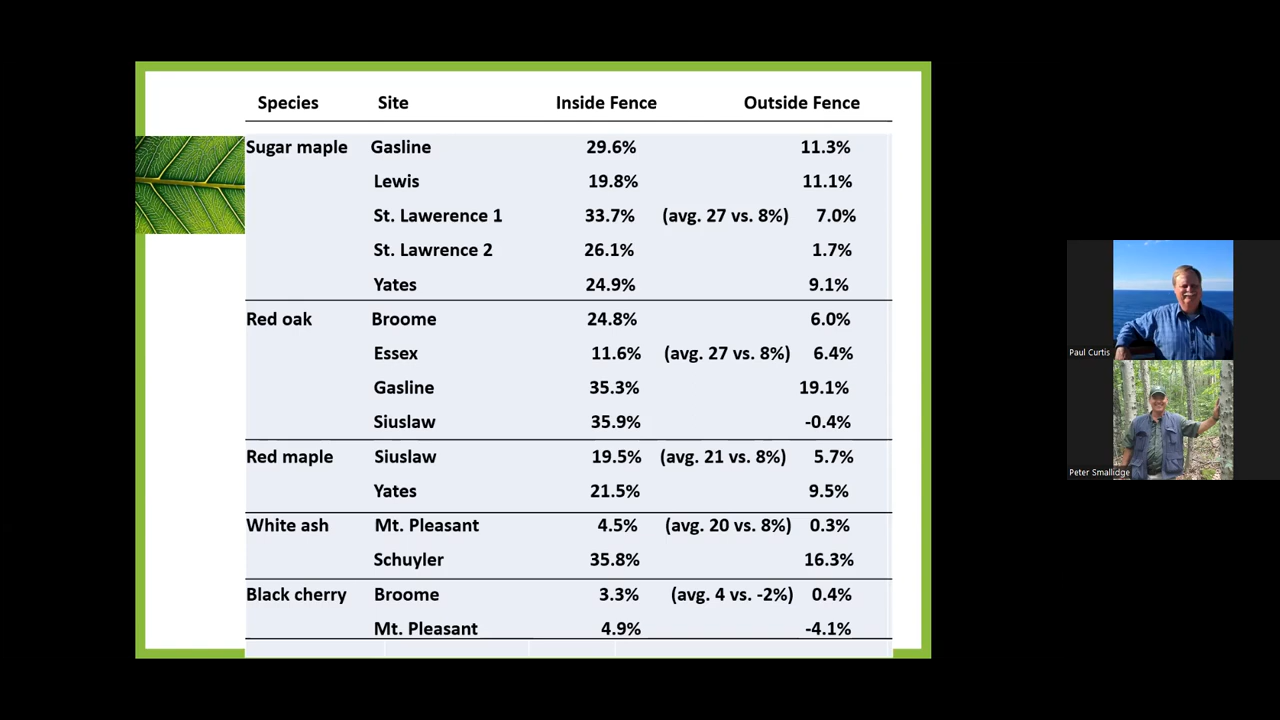 Species Site Inside Fence Outside Fence
Sugar maple Gasline 29.6% 11.3%
Lewis 19.8% 11.1%
St. Lawerence 1 33.7% (avg. 27 vs. 8%) 7.0%
St. Lawrence 2 26.1% 1.7%
Yates 24.9% 9.1%
Red oak Broome 24.8% 6.0%
Essex 11.6% (avg. 27 vs. 8%) 6.4%
Gasline 35.3% 19.1%
Siuslaw 35.9% -0.4%
Red maple Siuslaw 19.5% (avg. 21 vs. 8%) 5.7%
Yates 21.5% 9.5%
White ash Mt. Pleasant 4.5% (avg. 20 vs. 8%) 0.3%
Schuyler 35.8% 16.3%
Black cherry Broome 3.3% (avg. 4 vs. -2%) 0.4%
Mt. Pleasant 4.9% -4.1%
Paul Curtis
Peter Smallidge